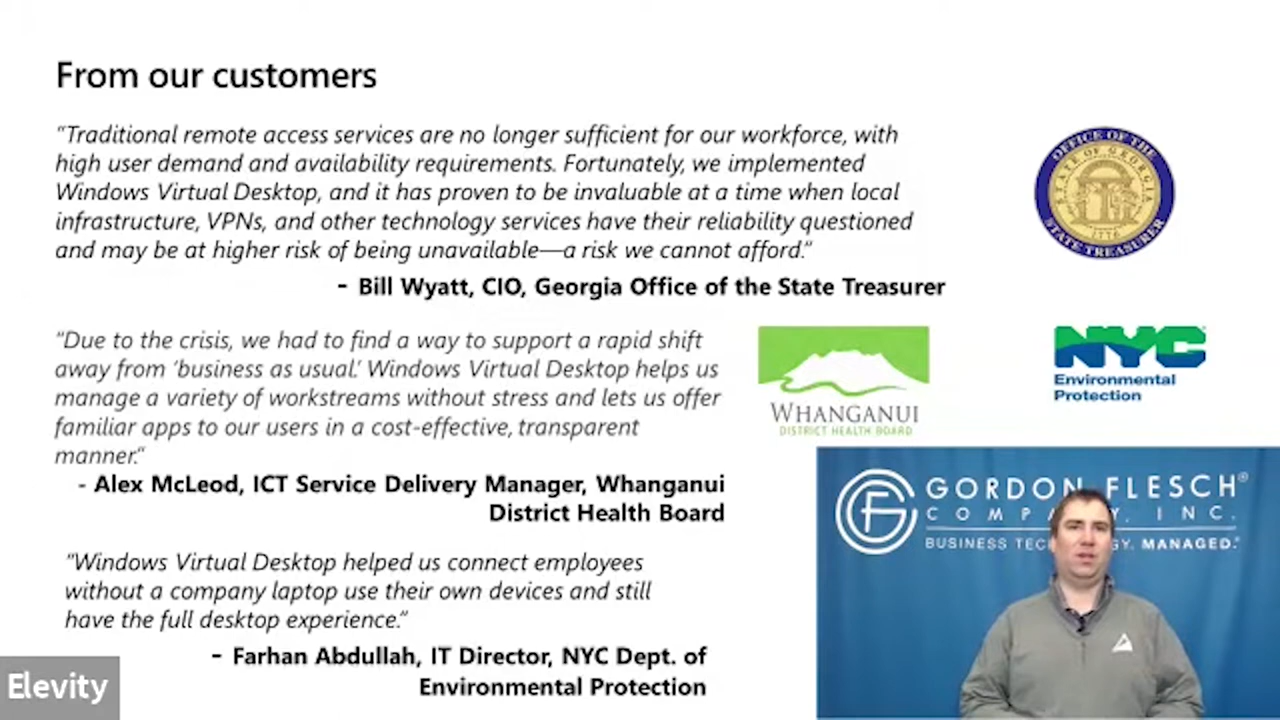 From our customers
“Traditional remote access services are no longer sufficient for our workforce, with
high user demand and availability requirements. Fortunately, we implemented
Windows Virtual Desktop, and it has proven to be invaluable at a time when local
infrastructure, VPNs, and other technology services have their reliability questioned
and may be at higher risk of being unavailable—a risk we cannot afford.”
- Bill Wyatt, CIO, Georgia Office of the State Treasurer
OFFICE OF THE
STATE OF GEORGIA
1776
STATE TREASURER
“Due to the crisis, we had to find a way to support a rapid shift
away from ‘business as usual.’ Windows Virtual Desktop helps us
manage a variety of workstreams without stress and lets us offer
familiar apps to our users in a cost-effective, transparent
manner.”
- Alex McLeod, ICT Service Delivery Manager, Whanganui
District Health Board
WHANGANUI
DISTRICT HEALTH BOARD
NYC
Environmental
Protection
“Windows Virtual Desktop helped us connect employees
without a company laptop use their own devices and still
have the full desktop experience.”
- Farhan Abdullah, IT Director, NYC Dept. of
Environmental Protection
GORDON FLESCH®
COMP Y, INC.
BUSINESS TEC GY. MANAGED.
Elevity